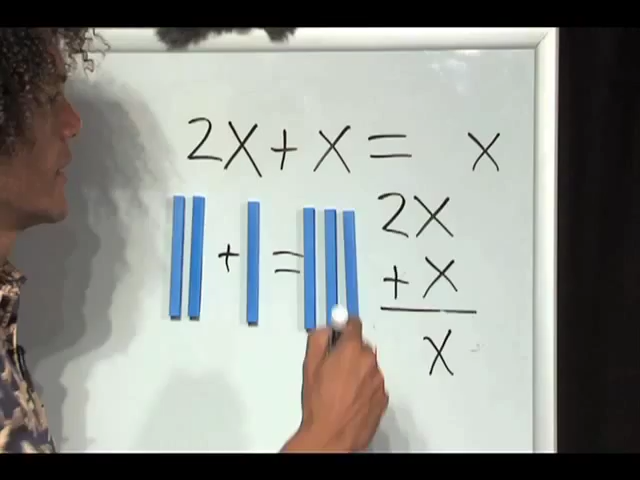 2X + X = X
+ =
2X
+ X
X